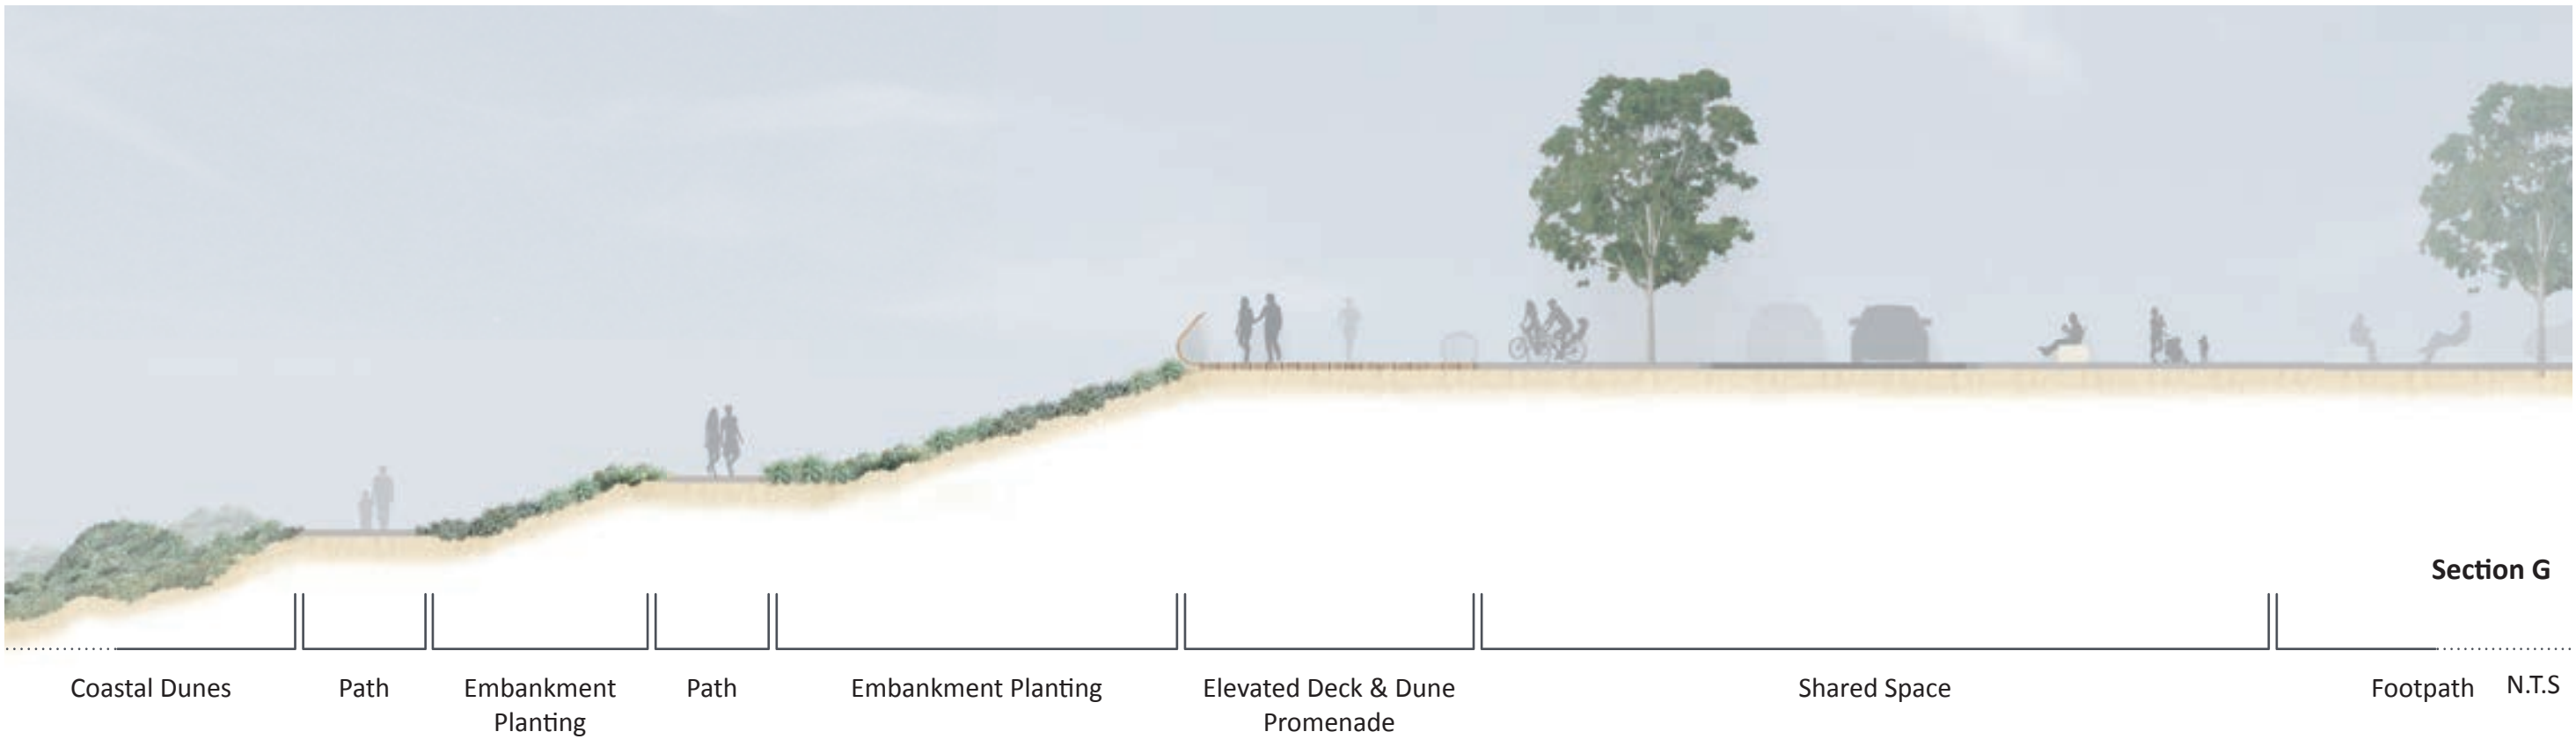 Section G
Coastal Dunes
Path
Embankment
Planting
Path
Embankment Planting
Elevated Deck & Dune
Promenade
Shared Space
Footpath
N.T.S